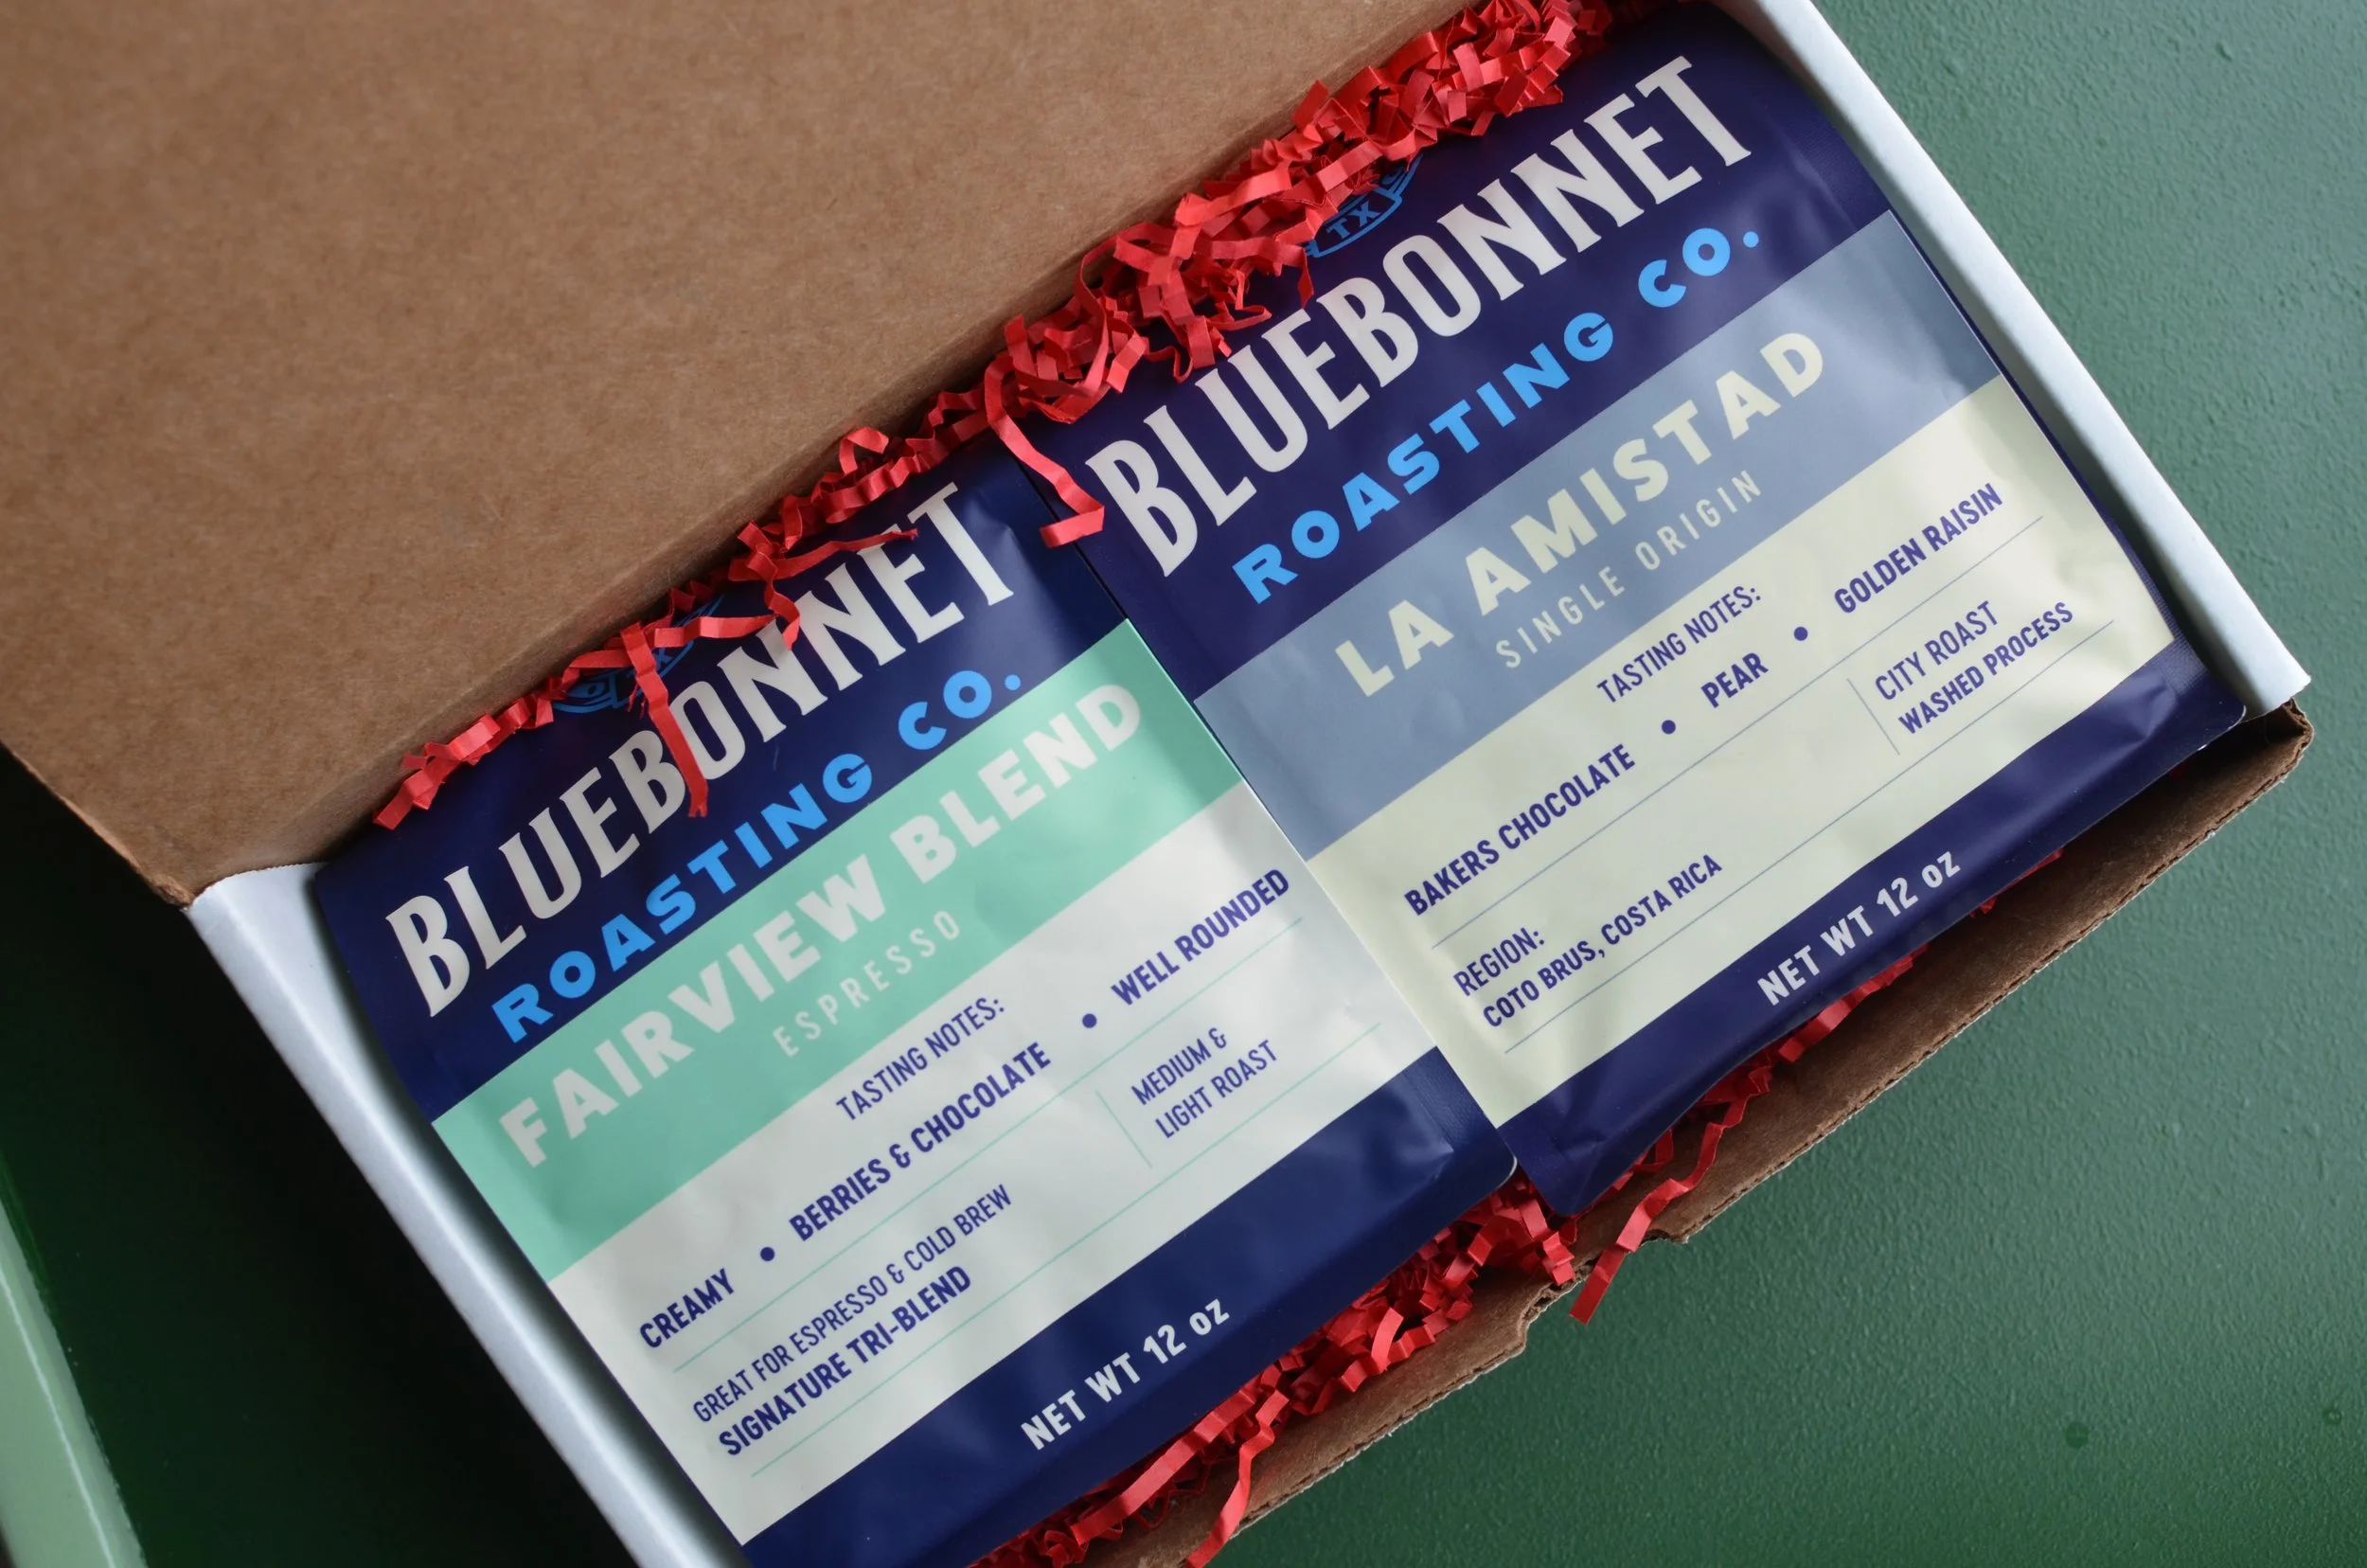 BLUEBONNET
ROASTING CO.
FAIRVIEW BLEND
ESPRESSO
TASTING NOTES:
CREAMY • BERRIES & CHOCOLATE • WELL ROUNDED
GREAT FOR ESPRESSO & COLD BREW
SIGNATURE TRI-BLEND
MEDIUM &
LIGHT ROAST
NET WT 12 OZ
TX
BLUEBONNET
ROASTING CO.
LA AMISTAD
SINGLE ORIGIN
TASTING NOTES:
BAKERS CHOCOLATE • PEAR • GOLDEN RAISIN
REGION:
COTO BRUS, COSTA RICA
CITY ROAST
WASHED PROCESS
NET WT 12 OZ